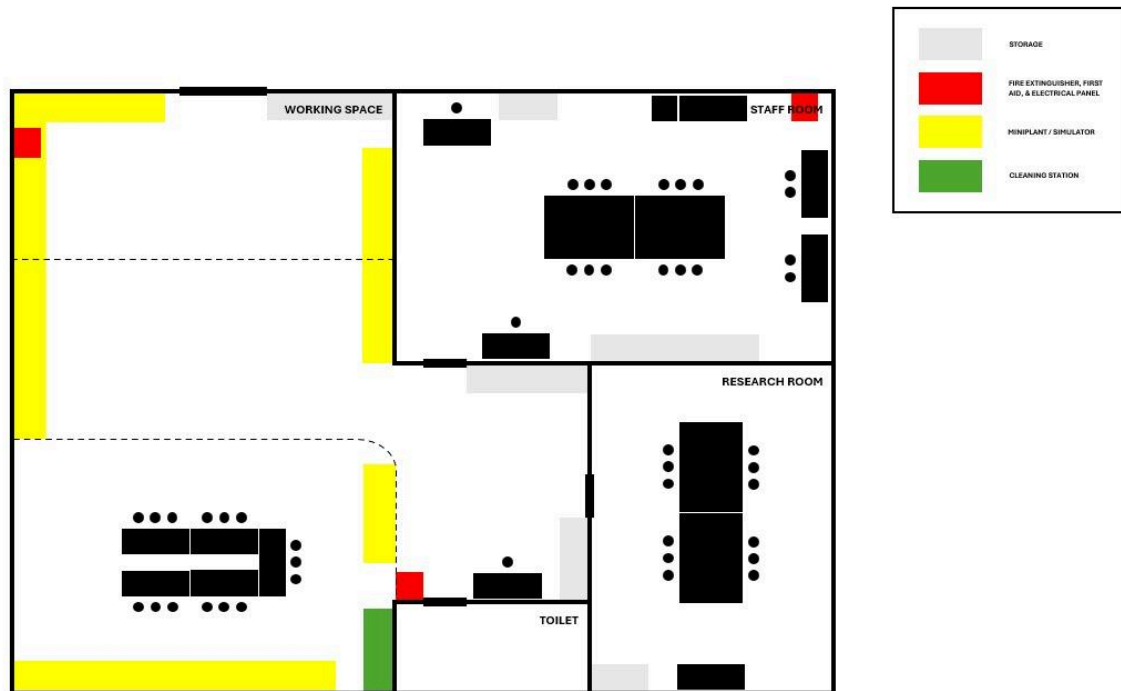 STORAGE
FIRE EXTINGUISHER, FIRST
AID, & ELECTRICAL PANEL
MINIPLANT / SIMULATOR
CLEANING STATION
WORKING SPACE
STAFF ROOM
RESEARCH ROOM
TOILET